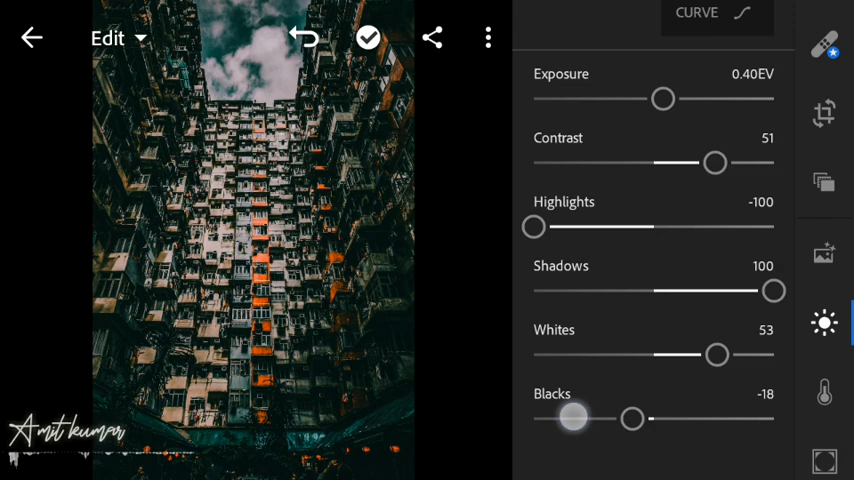 Edit
CURVE
Exposure 0.40EV
Contrast 51
Highlights -100
Shadows 100
Whites 53
Blacks -18
Amit kumar